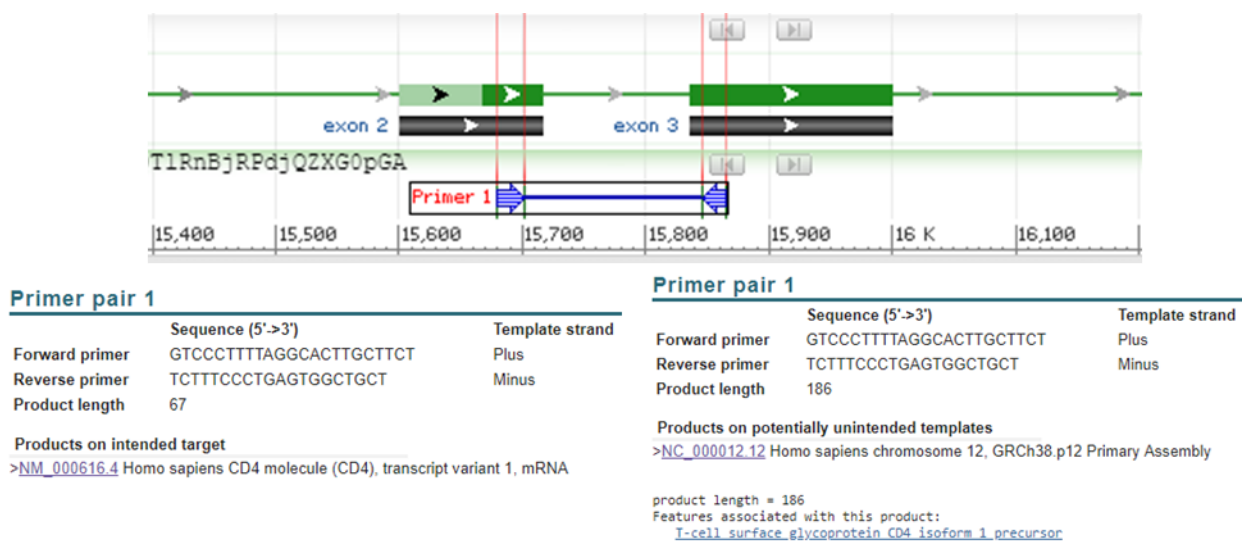 exon 2
exon 3
T1RnBjRPdjQZXG0pGA
Primer 1
15,400 15,500 15,600 15,700 15,800 15,900 16 K 16,100
Primer pair 1
Sequence (5'->3') Template strand
Forward primer GTCCCTTTTAGGCACTTGCTTCT Plus
Reverse primer TCTTTCCCTGAGTGGCTGCT Minus
Product length 67
Products on intended target
>NM_000616.4 Homo sapiens CD4 molecule (CD4), transcript variant 1, mRNA
Primer pair 1
Sequence (5'->3') Template strand
Forward primer GTCCCTTTTAGGCACTTGCTTCT Plus
Reverse primer TCTTTCCCTGAGTGGCTGCT Minus
Product length 186
Products on potentially unintended templates
>NC_000012.12 Homo sapiens chromosome 12, GRCh38.p12 Primary Assembly
product length = 186
Features associated with this product:
T-cell surface glycoprotein CD4 isoform 1 precursor